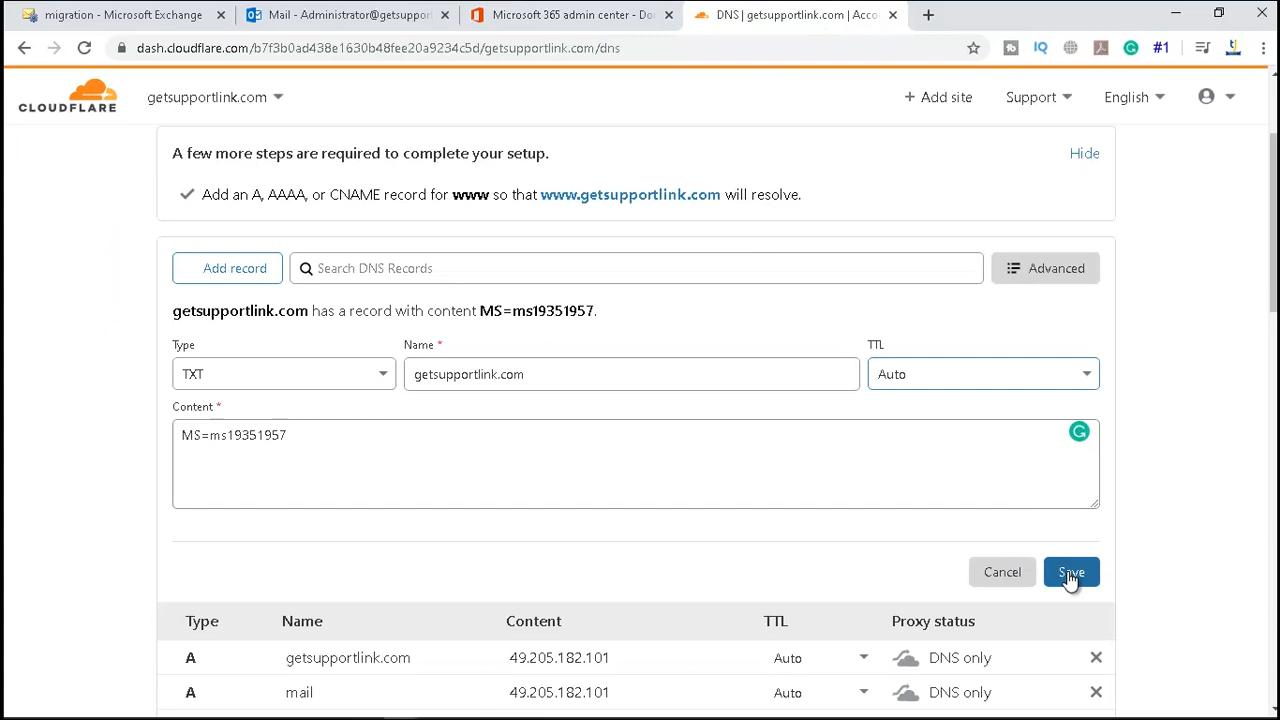 migration - Microsoft Exchange
Mail - Administrator@getsupport
Microsoft 365 admin center - Do
DNS | getsupportlink.com | Acco
dash.cloudflare.com/b7f3b0ad438e1630b48fee20a9234c5d/getsupportlink.com/dns
IQ
#1
CLOUDFLARE
getsupportlink.com
+ Add site
Support
English
A few more steps are required to complete your setup.
Hide
Add an A, AAAA, or CNAME record for www so that www.getsupportlink.com will resolve.
Add record
Search DNS Records
Advanced
getsupportlink.com has a record with content MS=ms19351957.
Type
Name *
TTL
TXT
getsupportlink.com
Auto
Content *
MS=ms19351957
Cancel
Save
Type Name Content TTL Proxy status
A getsupportlink.com 49.205.182.101 Auto DNS only
A mail 49.205.182.101 Auto DNS only